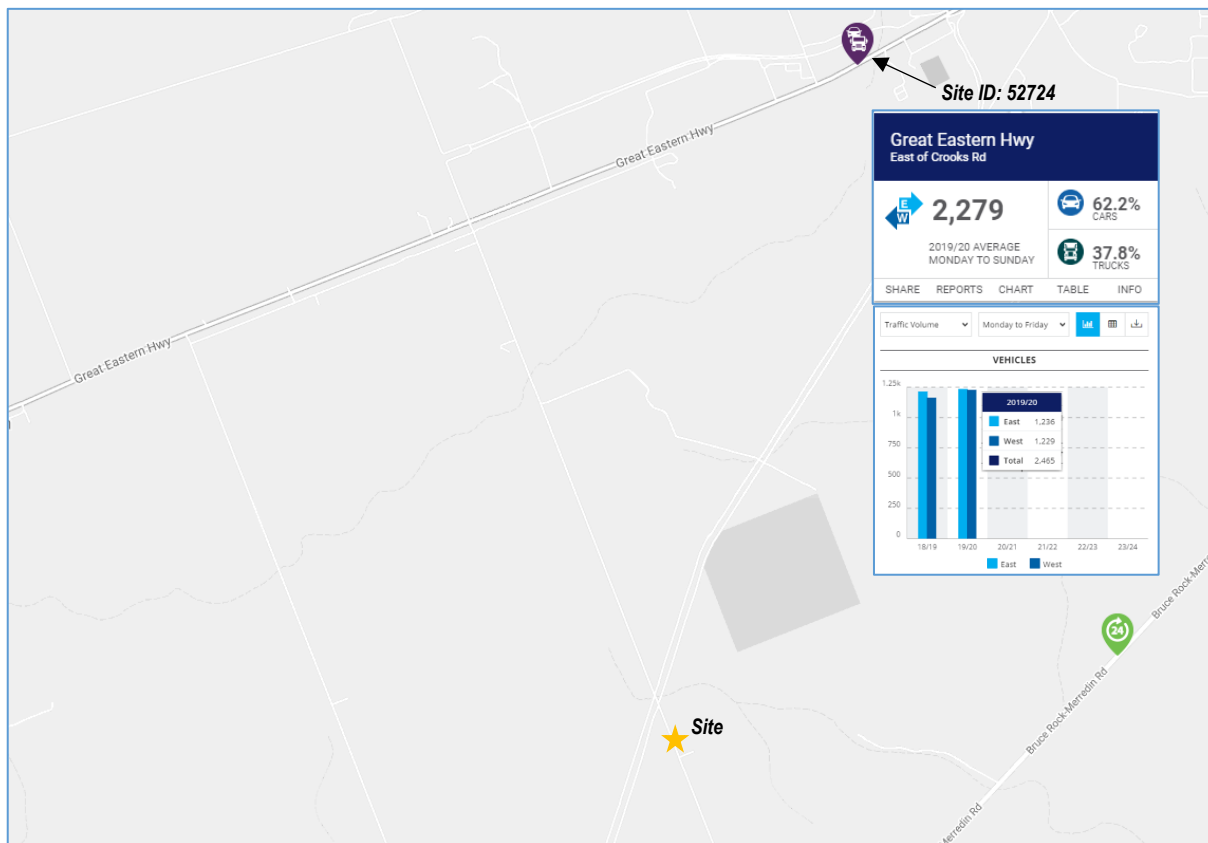 Site ID: 52724
Great Eastern Hwy
Great Eastern Hwy
Great Eastern Hwy
East of Crooks Rd
E
W
2,279
2019/20 AVERAGE
MONDAY TO SUNDAY
62.2%
CARS
37.8%
TRUCKS
SHARE REPORTS CHART TABLE INFO
Traffic Volume Monday to Friday
VEHICLES
1.25k
1k
750
500
250
0
2019/20
East 1,236
West 1,229
Total 2,465
18/19 19/20 20/21 21/22 22/23 23/24
East West
Bruce Rock-Merre
24
Bruce Rock-Merredin Rd
Merredin Rd
Site